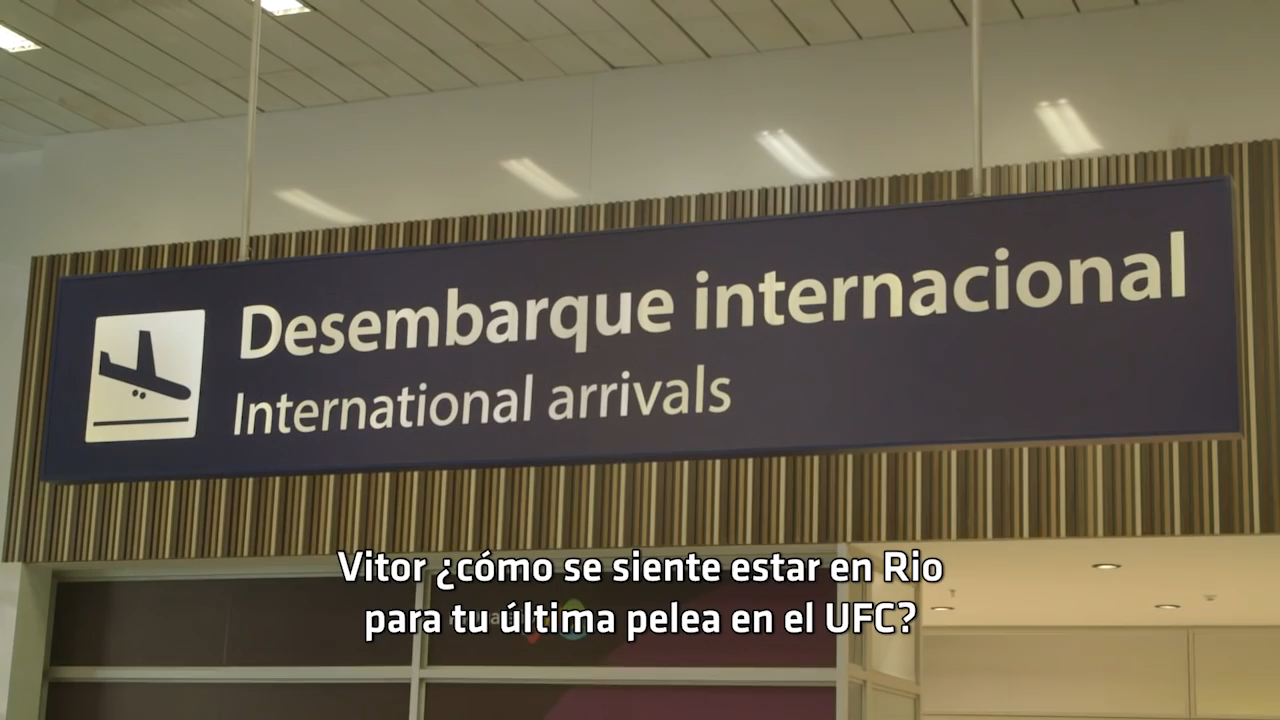 Desembarque internacional
International arrivals
Vitor ¿cómo se siente estar en Rio
para tu última pelea en el UFC?